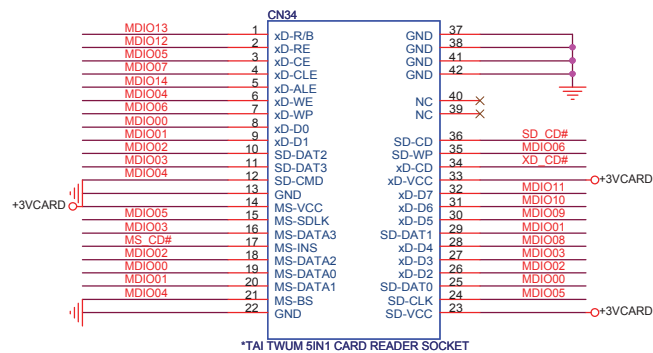 CN34
MDIO13 1 xD-R/B GND 37
MDIO12 2 xD-RE GND 38
MDIO05 3 xD-CE GND 41
MDIO07 4 xD-CLE GND 42
MDIO14 5 xD-ALE
MDIO04 6 xD-WE NC 40
MDIO06 7 xD-WP NC 39
MDIO00 8 xD-D0
MDIO01 9 xD-D1 SD-CD 36 SD_CD#
MDIO02 10 SD-DAT2 SD-WP 35 MDIO06
MDIO03 11 SD-DAT3 xD-CD 34 XD_CD#
MDIO04 12 SD-CMD xD-VCC 33 +3VCARD
13 GND xD-D7 32 MDIO11
+3VCARD 14 MS-VCC xD-D6 31 MDIO10
MDIO05 15 MS-SDLK xD-D5 30 MDIO09
MDIO03 16 MS-DATA3 SD-DAT1 29 MDIO01
MS_CD# 17 MS-INS xD-D4 28 MDIO08
MDIO02 18 MS-DATA2 xD-D3 27 MDIO03
MDIO00 19 MS-DATA0 xD-D2 26 MDIO02
MDIO01 20 MS-DATA1 SD-DAT0 25 MDIO00
MDIO04 21 MS-BS SD-CLK 24 MDIO05
22 GND SD-VCC 23 +3VCARD
*TAI TWUM 5IN1 CARD READER SOCKET